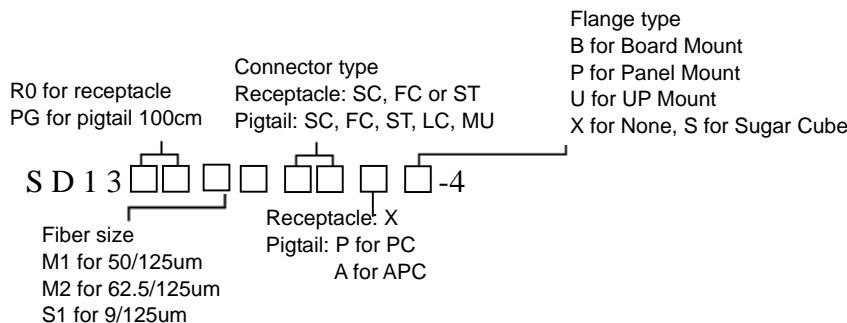 Flange type
B for Board Mount
P for Panel Mount
U for UP Mount
X for None, S for Sugar Cube
Connector type
Receptacle: SC, FC or ST
Pigtail: SC, FC, ST, LC, MU
R0 for receptacle
PG for pigtail 100cm
S D 1 3 □□ □ □ □□ □ □ -4
Receptacle: X
Pigtail: P for PC
A for APC
Fiber size
M1 for 50/125um
M2 for 62.5/125um
S1 for 9/125um